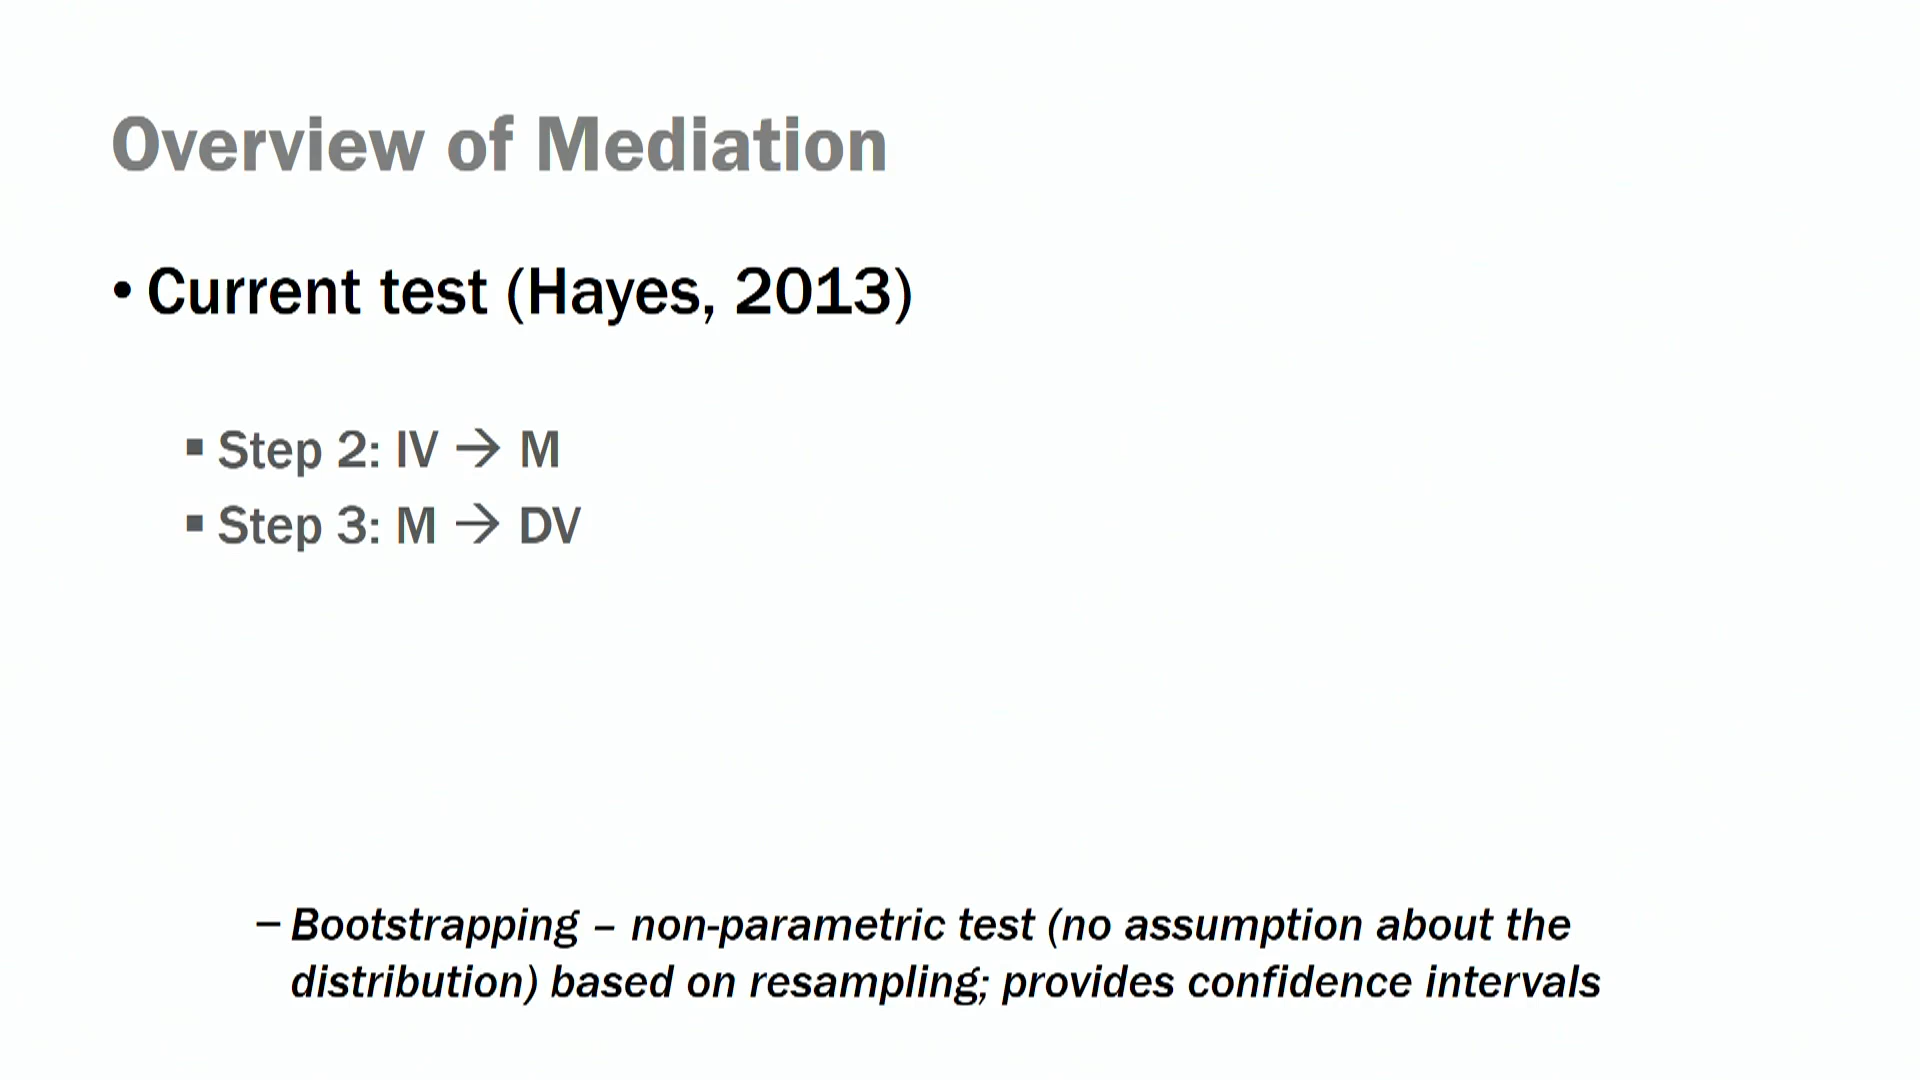 Overview of Mediation
• Current test (Hayes, 2013)
▪ Step 2: IV → M
▪ Step 3: M → DV
– Bootstrapping – non-parametric test (no assumption about the
distribution) based on resampling; provides confidence intervals